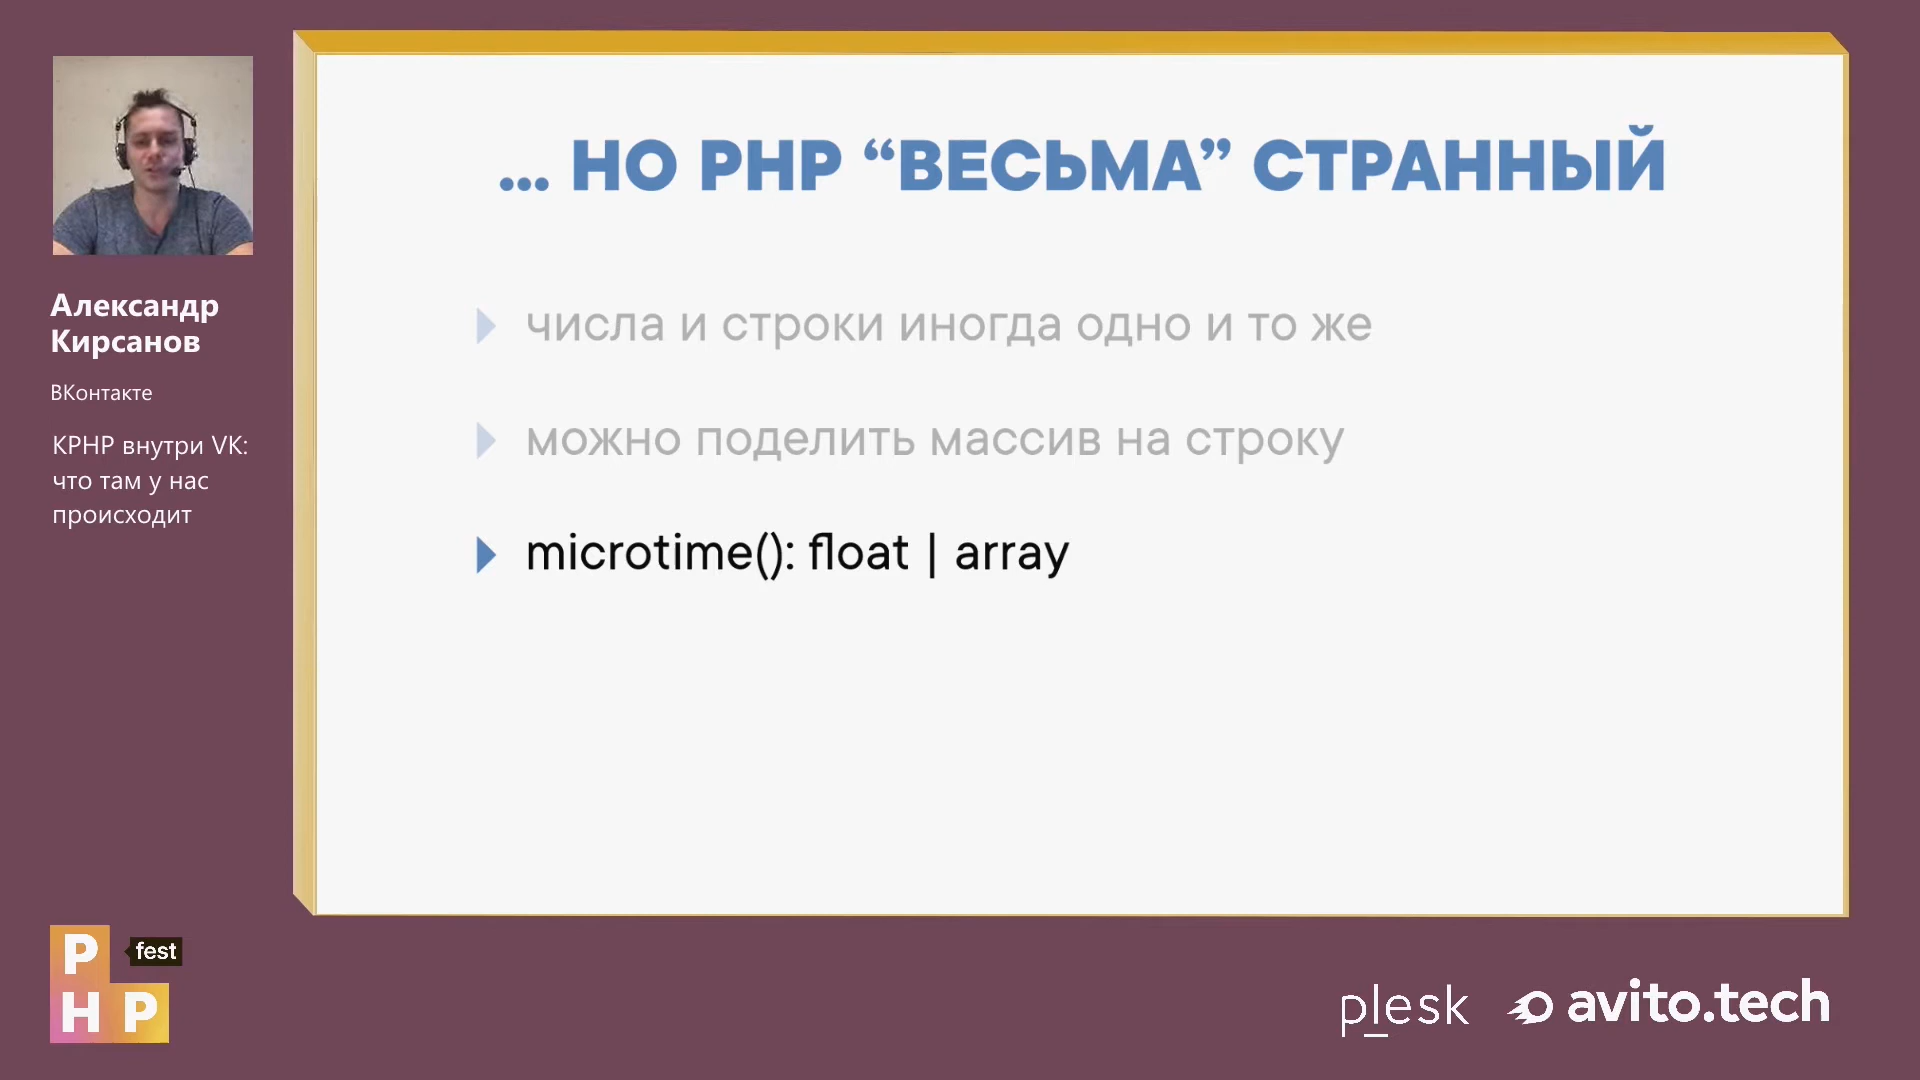 ... НО PHP “ВЕСЬМА” СТРАННЫЙ
числа и строки иногда одно и то же
можно поделить массив на строку
microtime(): float | array
Александр
Кирсанов
ВКонтакте
KPHP внутри VK:
что там у нас
происходит
P
fest
HP
plesk
avito.tech